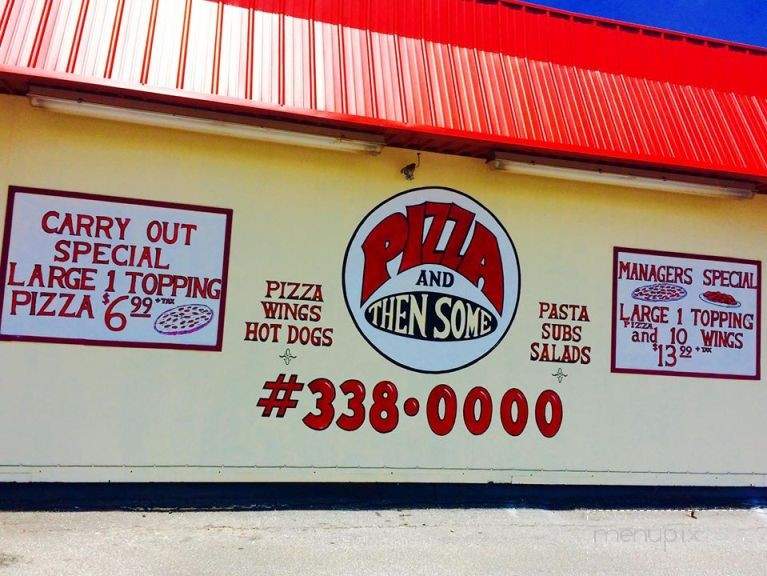 CARRY OUT
SPECIAL
LARGE 1 TOPPING
PIZZA $6.99 + TAX
PIZZA
WINGS
HOT DOGS
PIZZA
AND
THEN SOME
PASTA
SUBS
SALADS
#338•0000
MANAGERS SPECIAL
LARGE 1 TOPPING
PIZZA
and 10 WINGS
$13.99 + TAX
menupix